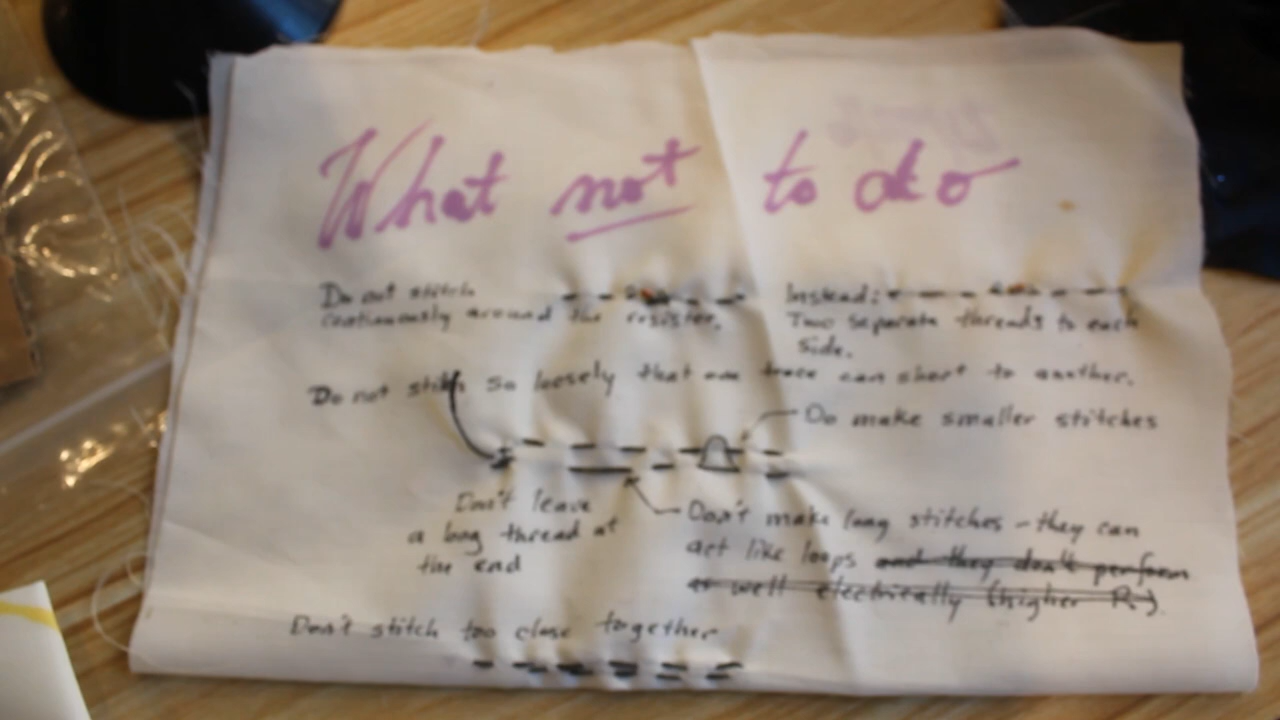 What not to do
Do not stitch
continuously around the resistor.
Instead:
Two separate threads to each
side.
Do not stitch so loosely that one trace can short to another.
Do make smaller stitches
Don't leave
a long thread at
the end
Don't make long stitches – they can
act like loops and they don't perform
as well electrically (higher R)
Don't stitch too close together